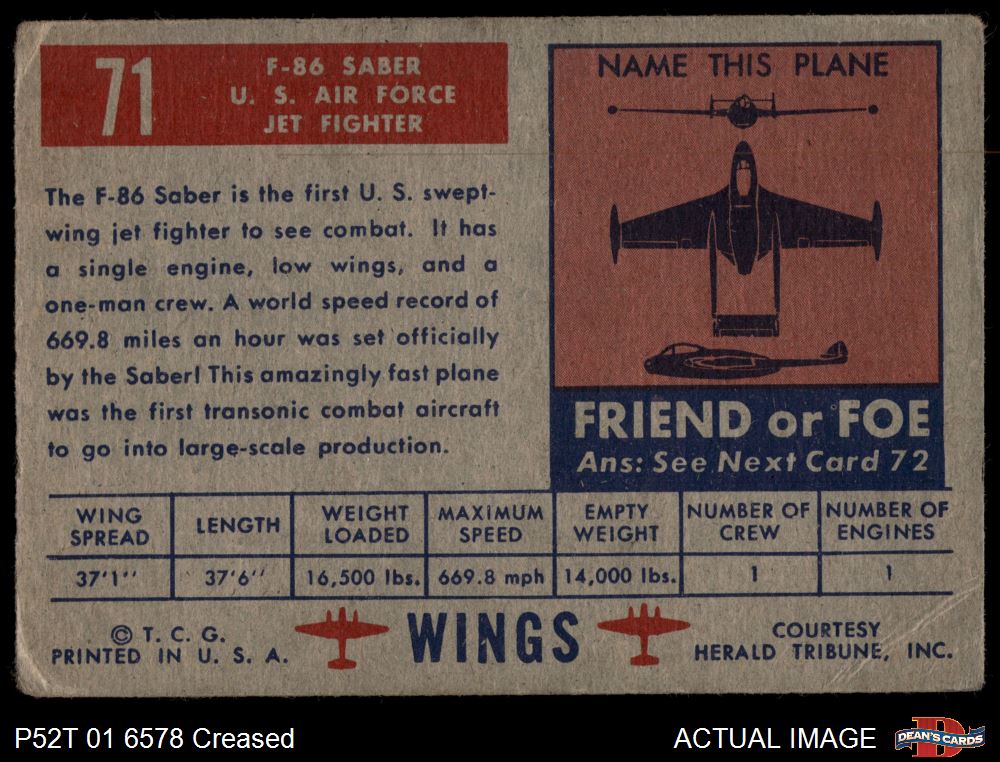 71
F-86 SABER
U. S. AIR FORCE
JET FIGHTER
The F-86 Saber is the first U. S. swept-
wing jet fighter to see combat. It has
a single engine, low wings, and a
one-man crew. A world speed record of
669.8 miles an hour was set officially
by the Saber! This amazingly fast plane
was the first transonic combat aircraft
to go into large-scale production.
NAME THIS PLANE
FRIEND or FOE
Ans: See Next Card 72
WING SPREAD
LENGTH
WEIGHT LOADED
MAXIMUM SPEED
EMPTY WEIGHT
NUMBER OF CREW
NUMBER OF ENGINES
37'1"
37'6"
16,500 lbs.
669.8 mph
14,000 lbs.
1
1
© T. C. G.
PRINTED IN U. S. A.
WINGS
COURTESY
HERALD TRIBUNE, INC.
P52T 01 6578 Creased
ACTUAL IMAGE
DEAN'S CARDS